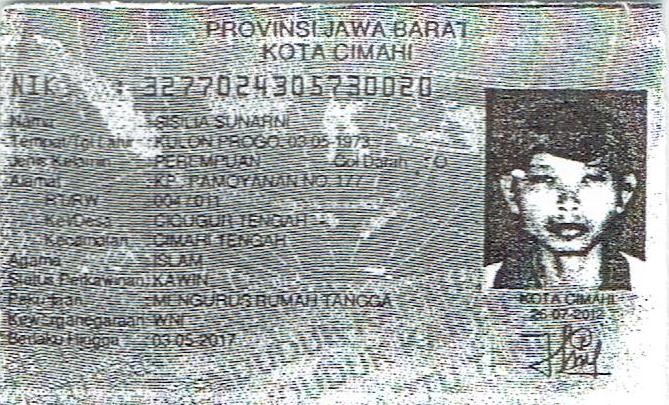 PROVINSI JAWA BARAT
KOTA CIMAHI
NIK : 3277024305730020
Nama : SISILIA SUNARNI
Tempat/Tgl Lahir : KULON PROGO, 03-05-1973
Jenis Kelamin : PEREMPUAN Gol Darah : O
Alamat : KP. PAMOYANAN NO. 177
RT/RW : 004/011
Kel/Desa : CIGUGUR TENGAH
Kecamatan : CIMAHI TENGAH
Agama : ISLAM
Status Perkawinan: KAWIN
Pekerjaan : MENGURUS RUMAH TANGGA
Kewarganegaraan: WNI
Berlaku Hingga : 03-05-2017
KOTA CIMAHI
26-07-2012